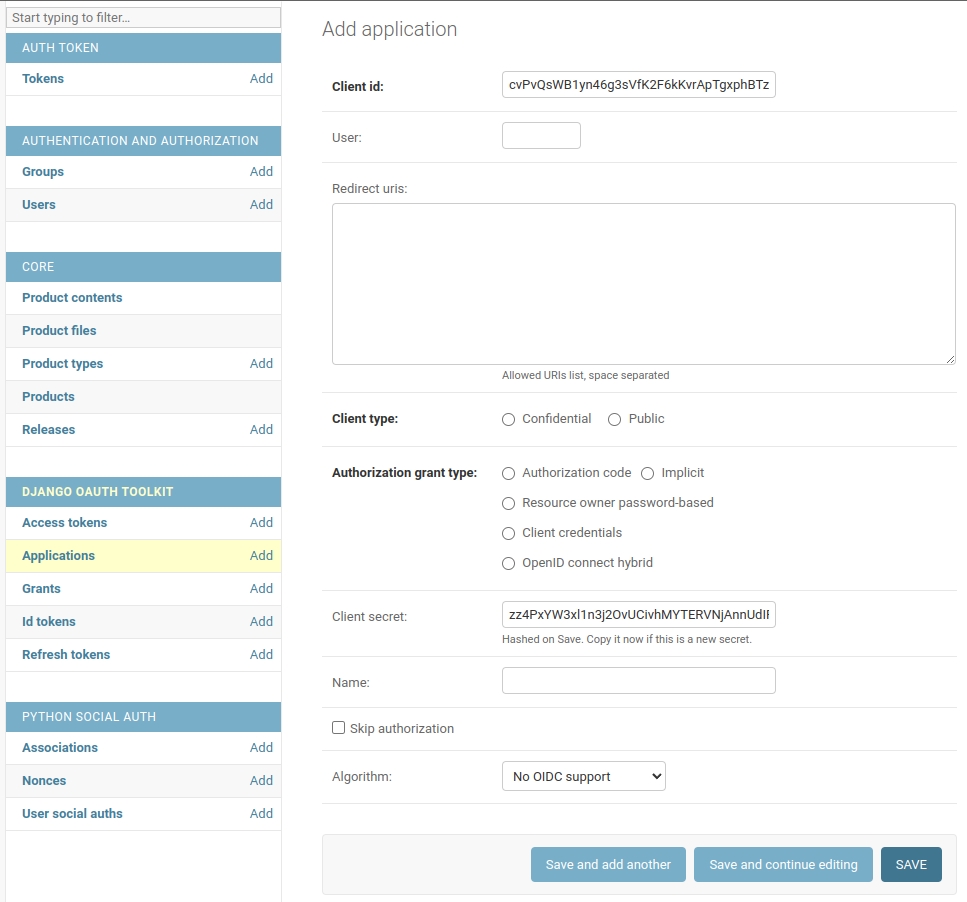 Start typing to filter...
AUTH TOKEN
Tokens Add
AUTHENTICATION AND AUTHORIZATION
Groups Add
Users Add
CORE
Product contents
Product files
Product types Add
Products
Releases Add
DJANGO OAUTH TOOLKIT
Access tokens Add
Applications Add
Grants Add
Id tokens Add
Refresh tokens Add
PYTHON SOCIAL AUTH
Associations Add
Nonces Add
User social auths Add
Add application
Client id: cvPvQsWB1yn46g3sVfK2F6kKvrApTgxphBTz
User:
Redirect uris:
Allowed URIs list, space separated
Client type: Confidential Public
Authorization grant type: Authorization code Implicit
Resource owner password-based
Client credentials
OpenID connect hybrid
Client secret: zz4PxYW3xl1n3j2OvUCivhMYTERVNjAnnUdIF
Hashed on Save. Copy it now if this is a new secret.
Name:
Skip authorization
Algorithm: No OIDC support
Save and add another Save and continue editing SAVE